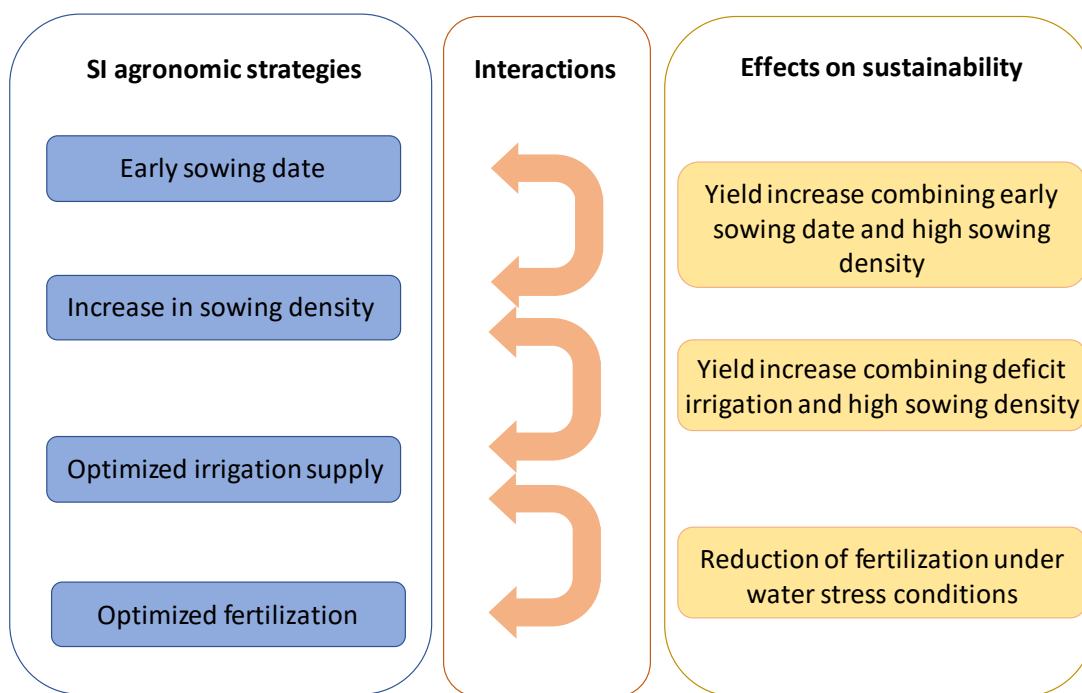 SI agronomic strategies
Early sowing date
Increase in sowing density
Optimized irrigation supply
Optimized fertilization
Interactions
Effects on sustainability
Yield increase combining early
sowing date and high sowing
density
Yield increase combining deficit
irrigation and high sowing density
Reduction of fertilization under
water stress conditions